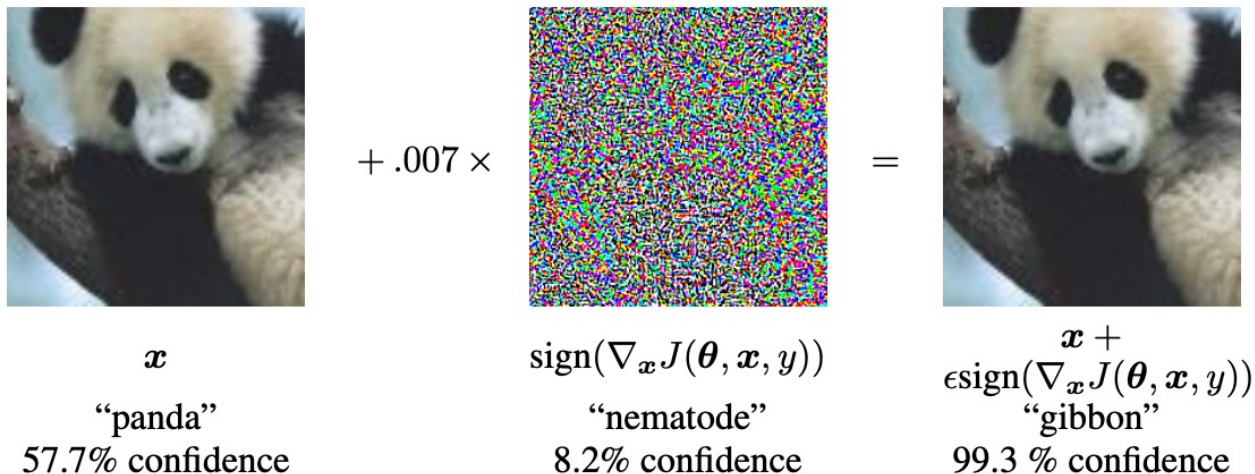 + .007 ×
=
x
sign(∇ₓJ(θ, x, y))
x +
ϵsign(∇ₓJ(θ, x, y))
“panda”
“nematode”
“gibbon”
57.7% confidence
8.2% confidence
99.3 % confidence